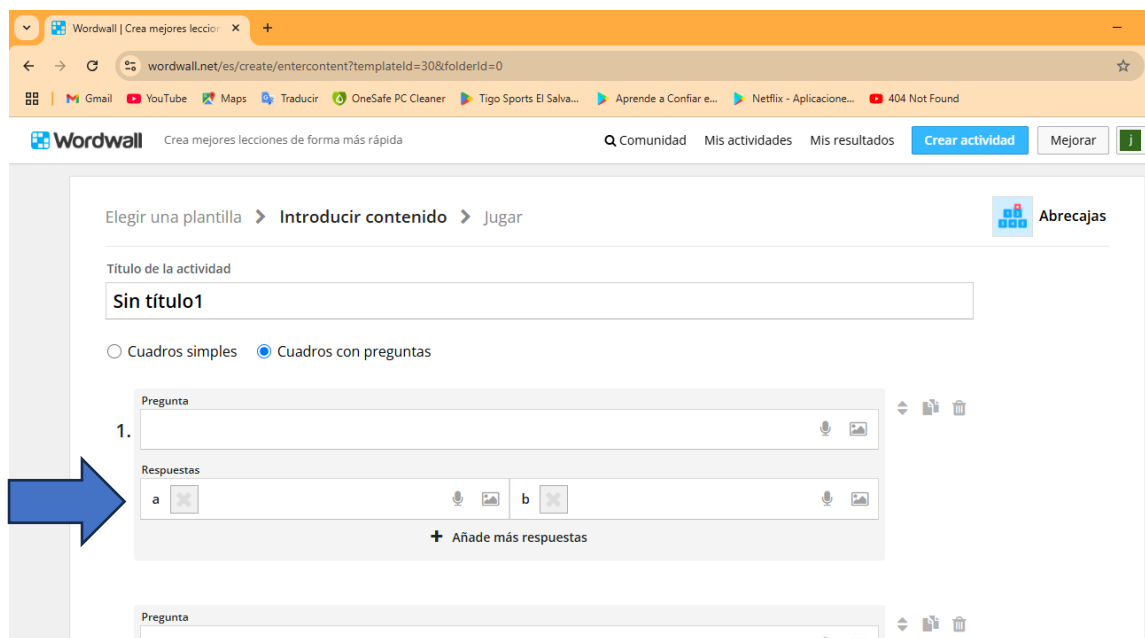 Wordwall | Crea mejores leccion
wordwall.net/es/create/entercontent?templateId=30&folderId=0
Gmail YouTube Maps Traducir OneSafe PC Cleaner Tigo Sports El Salva... Aprende a Confiar e... Netflix - Aplicacione... 404 Not Found
Wordwall Crea mejores lecciones de forma más rápida Comunidad Mis actividades Mis resultados Crear actividad Mejorar j
Elegir una plantilla Introducir contenido Jugar Abrecajas
Título de la actividad
Sin título1
Cuadros simples Cuadros con preguntas
Pregunta
1.
Respuestas
a b
+ Añade más respuestas
Pregunta